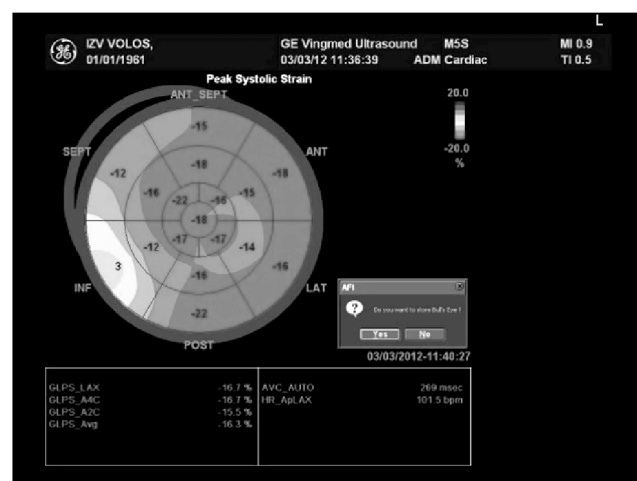 L
IZV VOLOS, GE Vingmed Ultrasound M5S MI 0.9
01/01/1961 03/03/12 11:36:39 ADM Cardiac TI 0.5
Peak Systolic Strain
ANT_SEPT 20.0
-15
SEPT ANT -20.0
%
-18
-12 -18
-16 -22 -16 -15
-18
-12 -17 -17 -14
3 -16
-16
INF LAT
-22
POST
AFI
Do you want to store Bull's Eye ?
Yes No
03/03/2012-11:40:27
GLPS_LAX -16.7 % AVC_AUTO 269 msec
GLPS_A4C -16.7 % HR_ApLAX 101.5 bpm
GLPS_A2C -15.5 %
GLPS_Avg -16.3 %